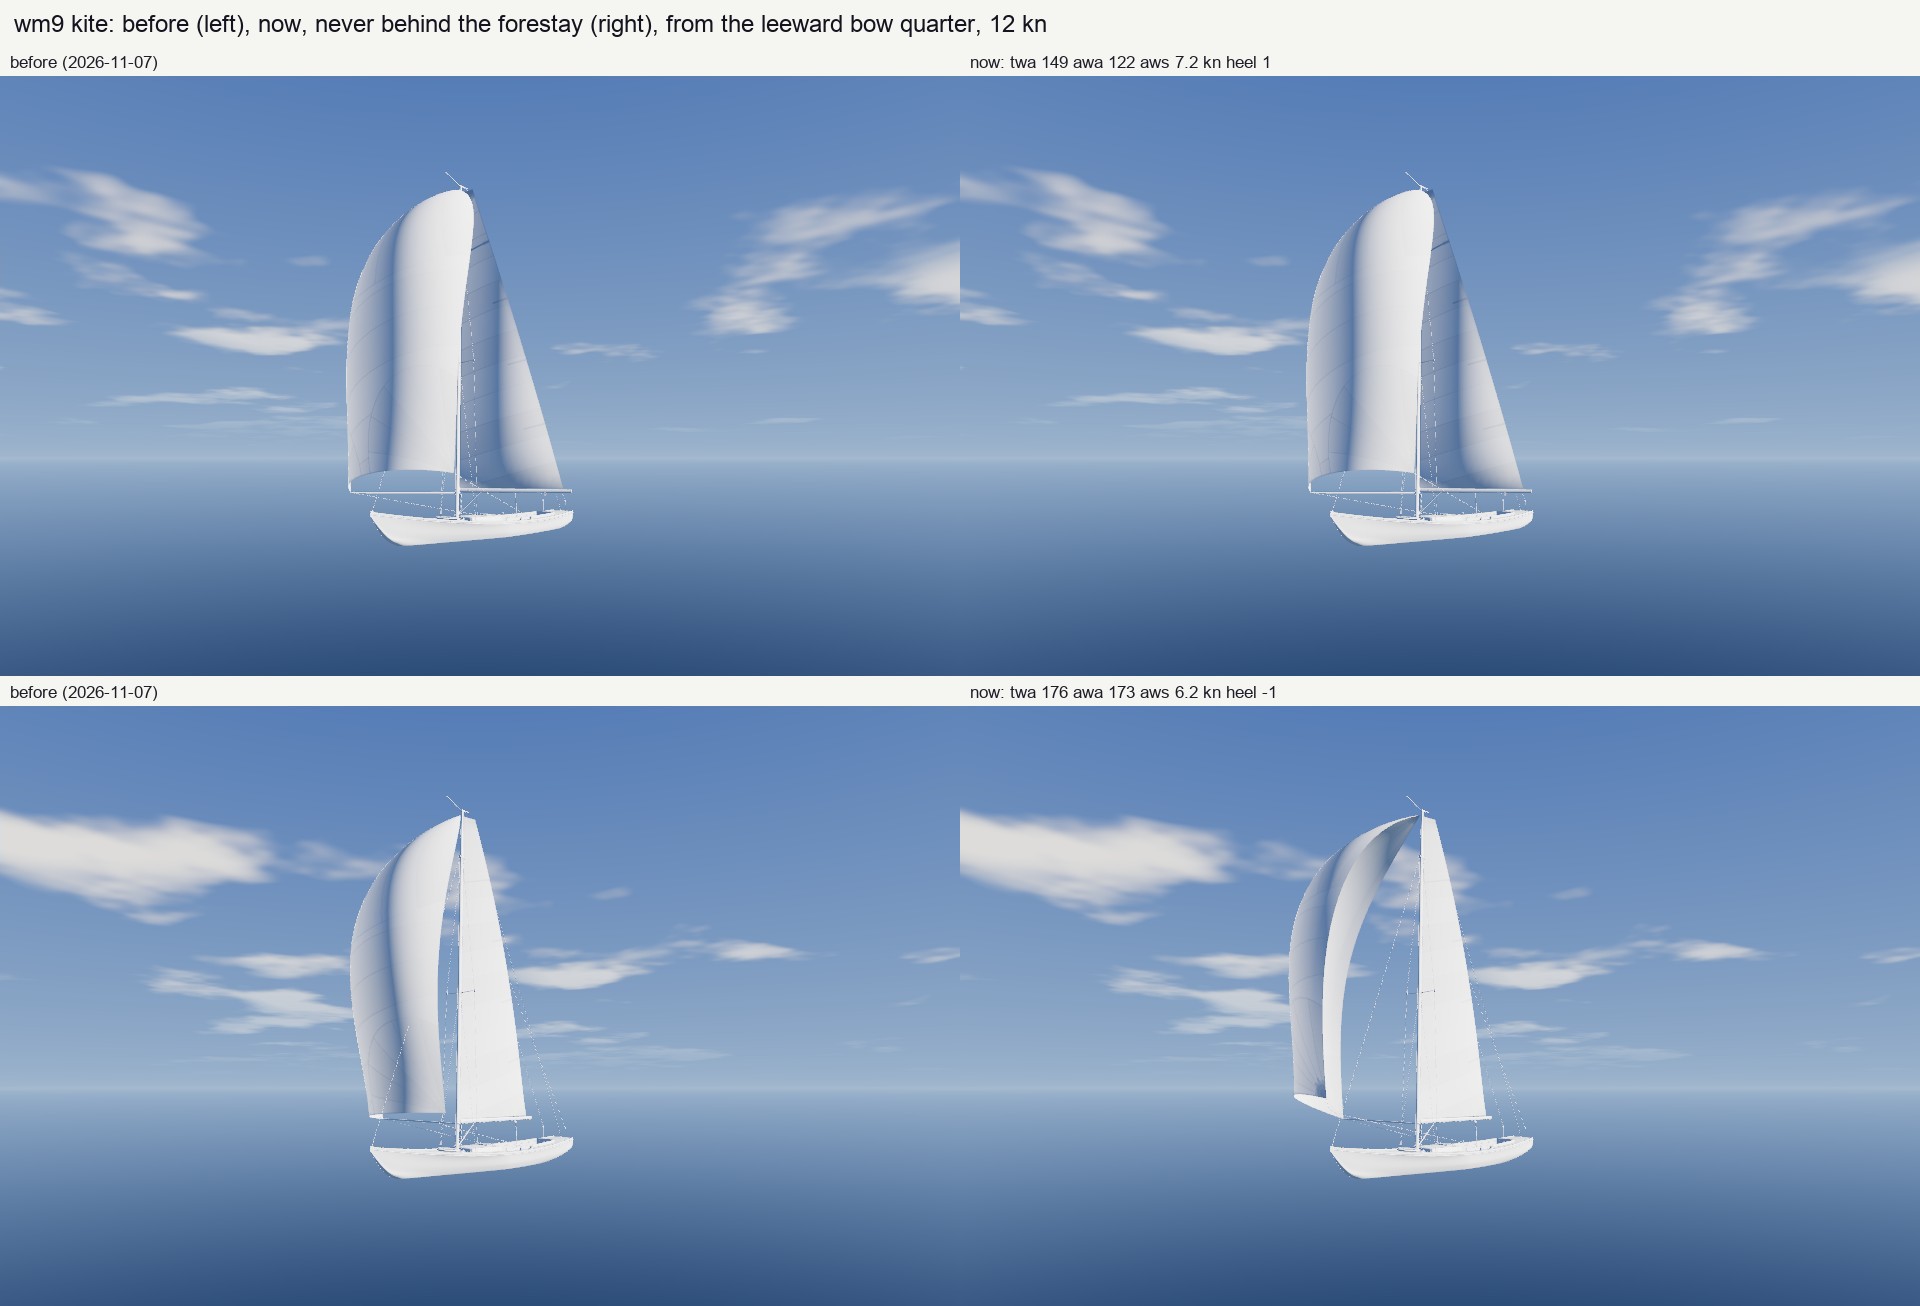 wm9 kite: before (left), now, never behind the forestay (right), from the leeward bow quarter, 12 kn
before (2026-11-07)
now: twa 149 awa 122 aws 7.2 kn heel 1
before (2026-11-07)
now: twa 176 awa 173 aws 6.2 kn heel -1